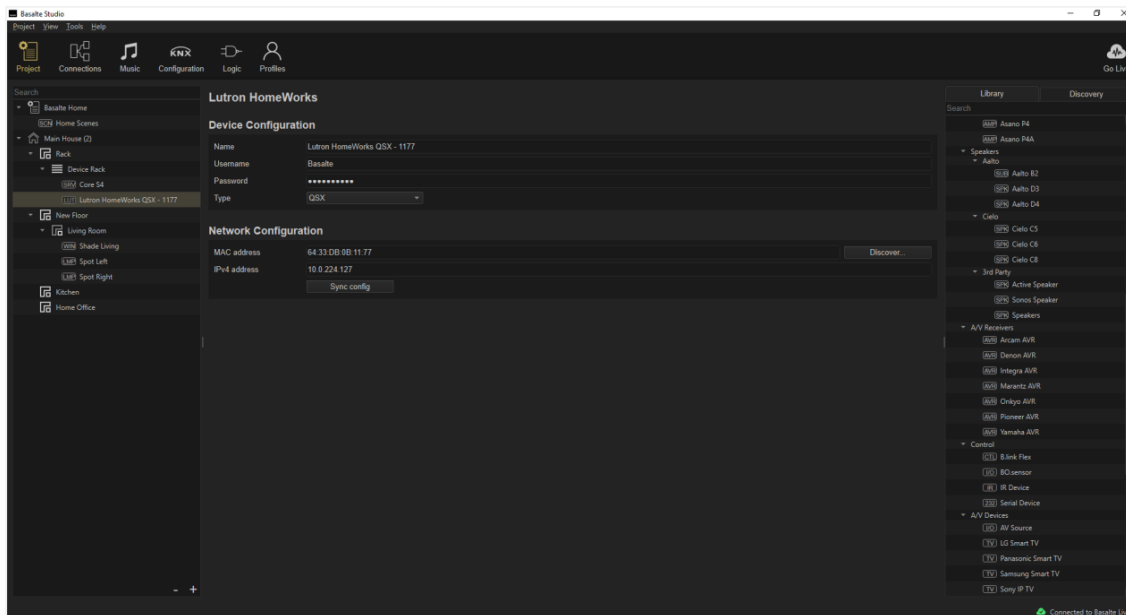 Basalte Studio
Project View Tools Help
Project Connections Music KNX Configuration Logic Profiles Go Liv
Search
Basalte Home
SCN Home Scenes
Main House (2)
Rack
Device Rack
SRV Core S4
Lutron HomeWorks QSX - 1177
New Floor
Living Room
WIN Shade Living
LMP Spot Left
LMP Spot Right
Kitchen
Home Office
- +
Lutron HomeWorks
Device Configuration
Name Lutron HomeWorks QSX - 1177
Username Basalte
Password ••••••••••
Type QSX
Network Configuration
MAC address 64:33:DB:0B:11:77 Discover...
IPv4 address 10.0.224.127
Sync config
Library Discovery
Search
AMP Asano P4
AMP Asano P4A
Speakers
Aalto
SUB Aalto B2
SPK Aalto D3
SPK Aalto D4
Cielo
SPK Cielo C5
SPK Cielo C6
SPK Cielo C8
3rd Party
SPK Active Speaker
SPK Sonos Speaker
SPK Speakers
A/V Receivers
AVR Arcam AVR
AVR Denon AVR
AVR Integra AVR
AVR Marantz AVR
AVR Onkyo AVR
AVR Pioneer AVR
AVR Yamaha AVR
Control
CTL B.link Flex
I/O BO.sensor
IR IR Device
232 Serial Device
A/V Devices
I/O AV Source
TV LG Smart TV
TV Panasonic Smart TV
TV Samsung Smart TV
TV Sony IP TV
Connected to Basalte Liv